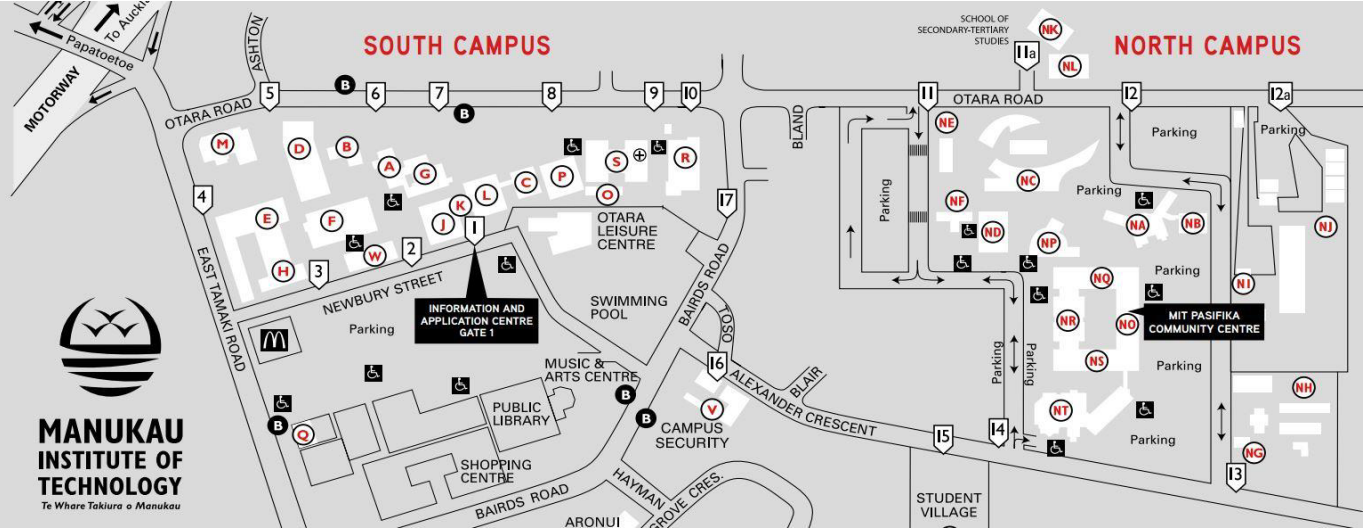 SOUTH CAMPUS
NORTH CAMPUS
SCHOOL OF
SECONDARY-TERTIARY
STUDIES
To Auckl
Papatoetoe
MOTORWAY
ASHTON
OTARA ROAD
OTARA ROAD
BLAND
5
B
6
7
B
8
9
10
11
11a
12
12a
NK
NL
M
D
B
A
G
L
C
P
S
R
O
K
J
E
F
W
H
4
3
2
1
17
OTARA
LEISURE
CENTRE
EAST TAMAKI ROAD
NEWBURY STREET
INFORMATION AND
APPLICATION CENTRE
GATE 1
SWIMMING
POOL
BAIRDS ROAD
TOSO
Parking
MUSIC &
ARTS CENTRE
PUBLIC
LIBRARY
SHOPPING
CENTRE
BAIRDS ROAD
B
Q
B
B
16
V
CAMPUS
SECURITY
BLAIR
ALEXANDER CRESCENT
HAYMAN
GROVE CRES.
ARONUI
NE
NC
NF
ND
NP
NA
NB
NJ
NI
NQ
NR
NO
NS
NT
NH
NG
MIT PASIFIKA
COMMUNITY CENTRE
Parking
Parking
Parking
Parking
Parking
Parking
Parking
Parking
Parking
15
14
13
STUDENT
VILLAGE
MANUKAU
INSTITUTE OF
TECHNOLOGY
Te Whare Takiura o Manukau